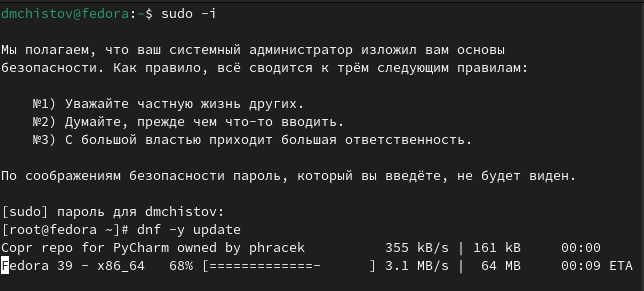 dmchistov@fedora:~$ sudo -i
Мы полагаем, что ваш системный администратор изложил вам основы
безопасности. Как правило, всё сводится к трём следующим правилам:
№1) Уважайте частную жизнь других.
№2) Думайте, прежде чем что-то вводить.
№3) С большой властью приходит большая ответственность.
По соображениям безопасности пароль, который вы введёте, не будет виден.
[sudo] пароль для dmchistov:
[root@fedora ~]# dnf -y update
Copr repo for PyCharm owned by phracek 355 kB/s | 161 kB 00:00
Fedora 39 - x86_64 68% [=============- ] 3.1 MB/s | 64 MB 00:09 ETA